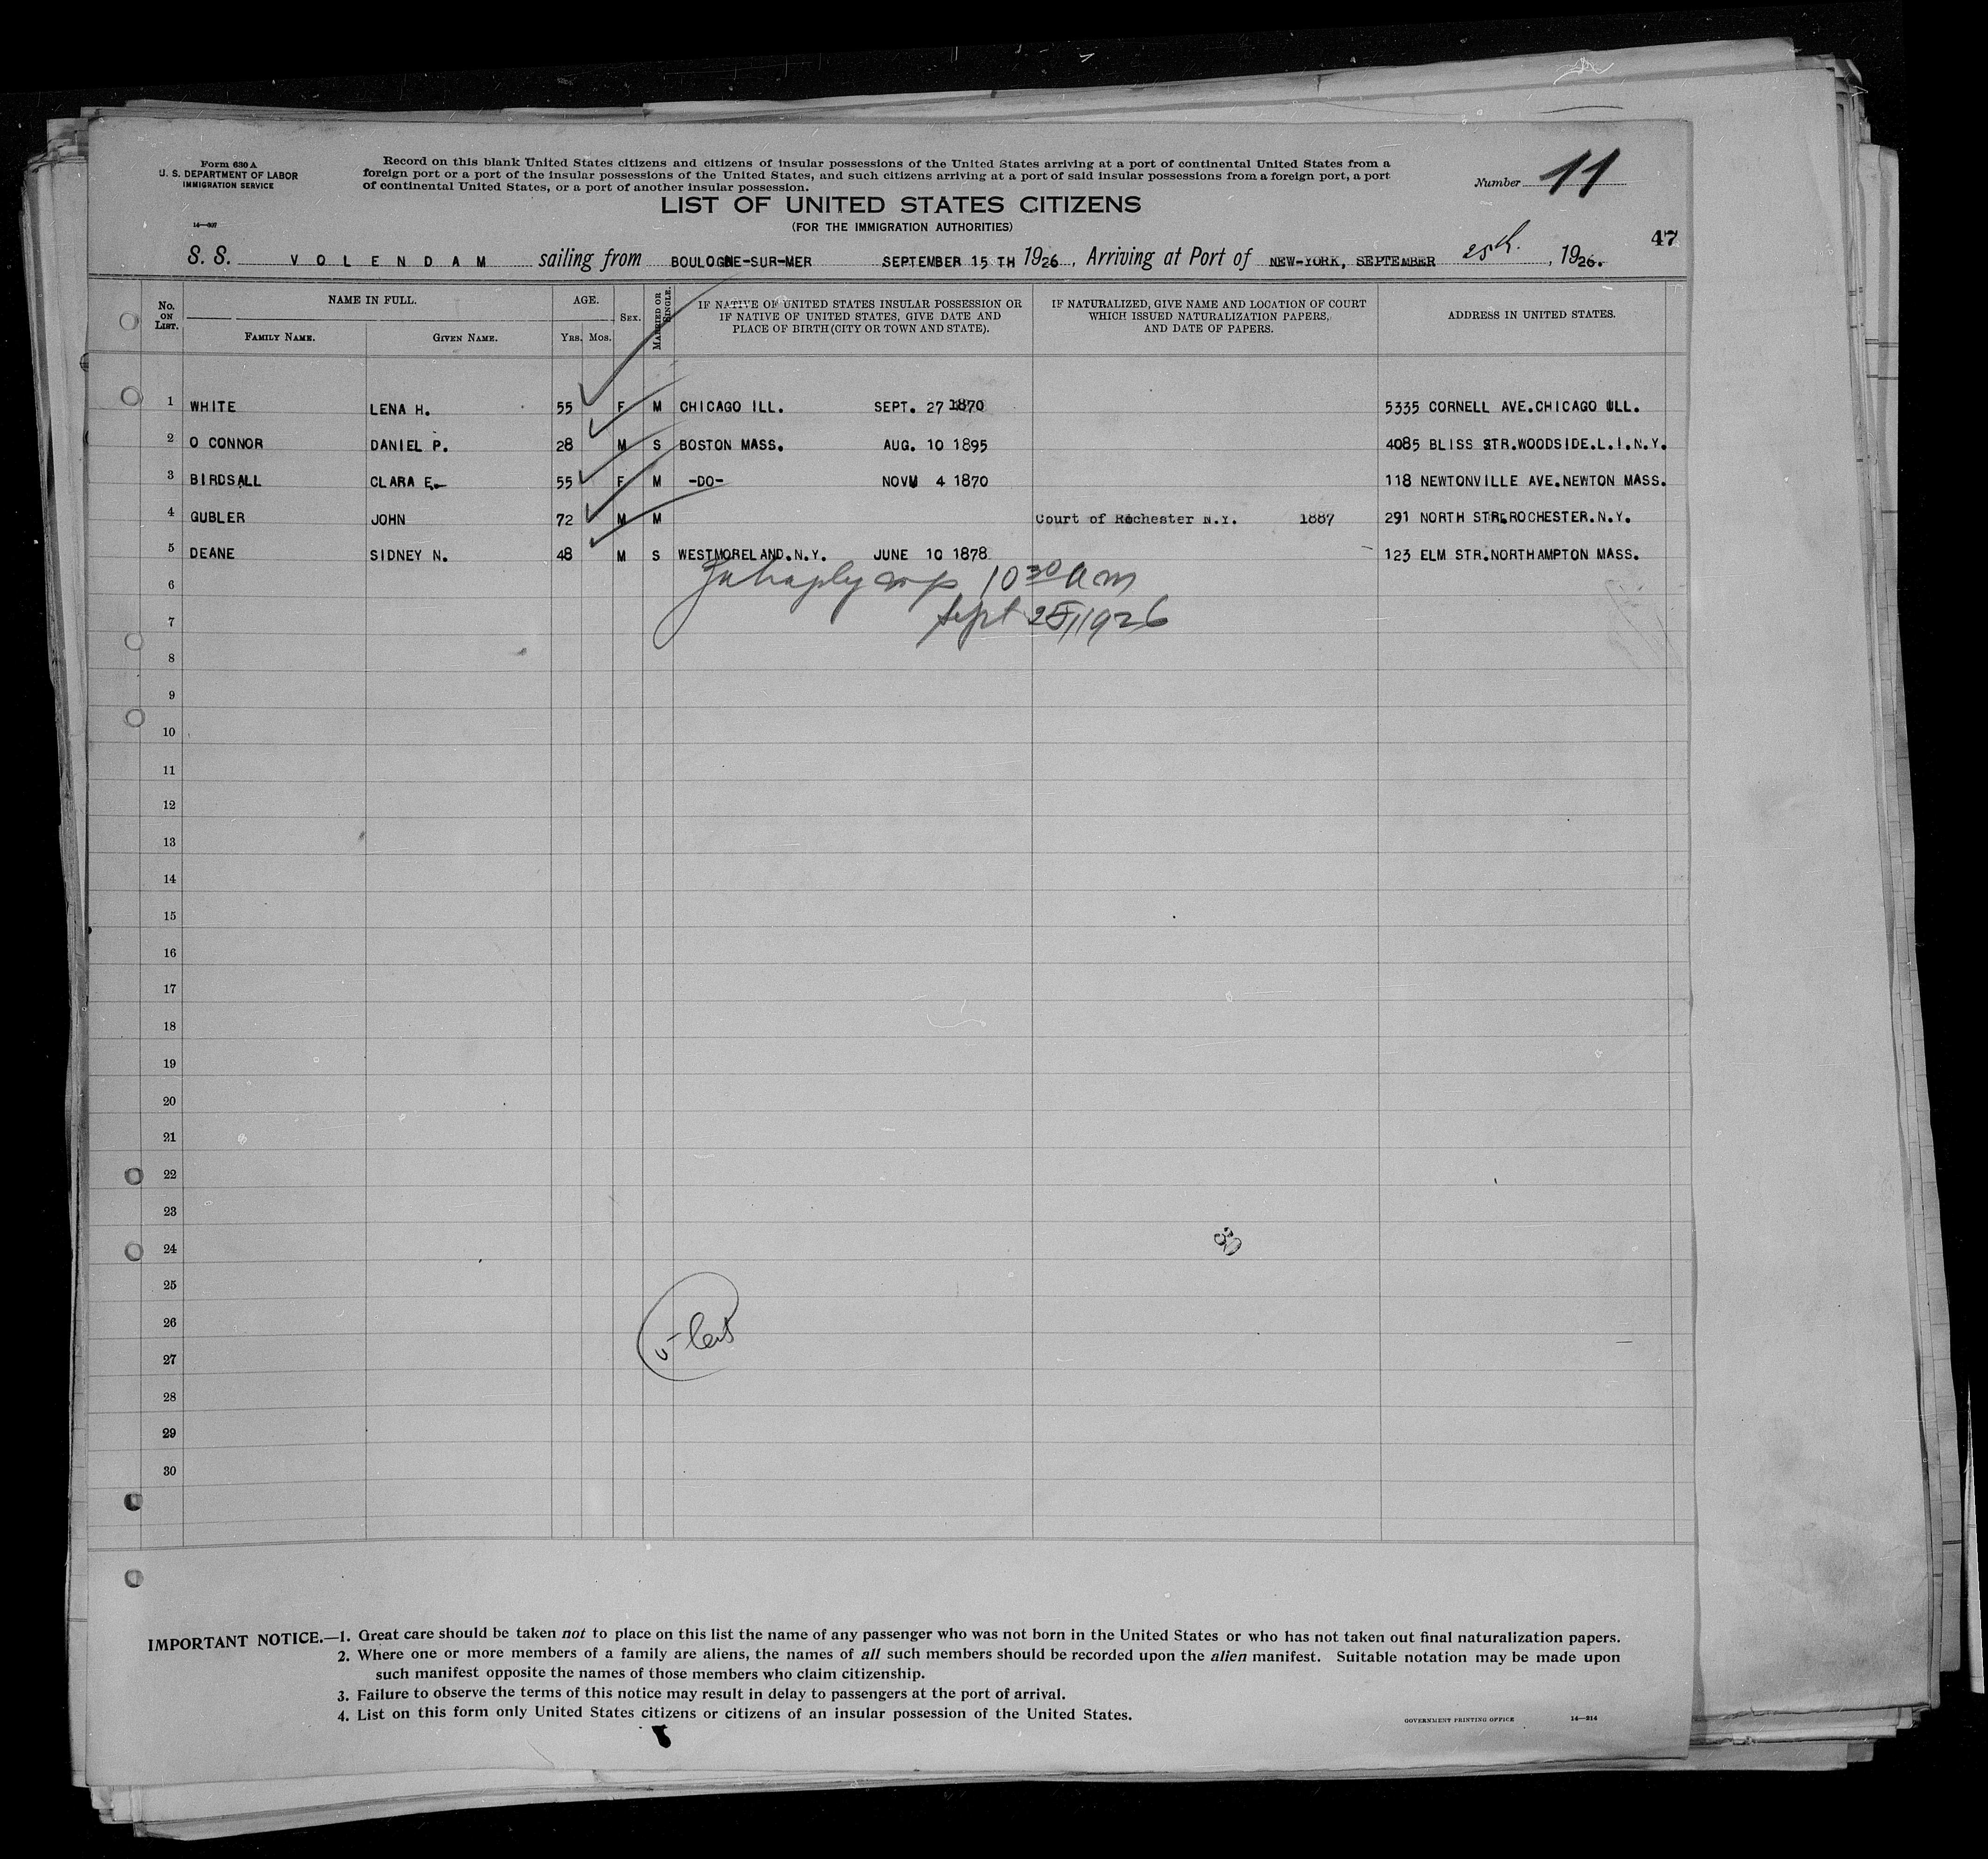 Form 630 A
U. S. DEPARTMENT OF LABOR
IMMIGRATION SERVICE
14—607
Record on this blank United States citizens and citizens of insular possessions of the United States arriving at a port of continental United States from a
foreign port or a port of the insular possessions of the United States, and such citizens arriving at a port of said insular possessions from a foreign port, a port
of continental United States, or a port of another insular possession.
Number 11
LIST OF UNITED STATES CITIZENS
(FOR THE IMMIGRATION AUTHORITIES)
47
S. S. VOLENDAM sailing from BOULOGNE-SUR-MER SEPTEMBER 15 TH 1926, Arriving at Port of NEW-YORK, SEPTEMBER 25th, 1926.
No. ON LIST. NAME IN FULL. FAMILY NAME. GIVEN NAME. AGE. YRS. MOS. SEX. MARRIED OR SINGLE. IF NATIVE OF UNITED STATES INSULAR POSSESSION OR IF NATIVE OF UNITED STATES, GIVE DATE AND PLACE OF BIRTH (CITY OR TOWN AND STATE). IF NATURALIZED, GIVE NAME AND LOCATION OF COURT WHICH ISSUED NATURALIZATION PAPERS, AND DATE OF PAPERS. ADDRESS IN UNITED STATES.
1 WHITE LENA H. 55 F M CHICAGO ILL. SEPT. 27 1870 5335 CORNELL AVE.CHICAGO ILL.
2 O CONNOR DANIEL P. 28 M S BOSTON MASS. AUG. 10 1895 4085 BLISS STR.WOODSIDE.L.I.N.Y.
3 BIRDSALL CLARA E. 55 F M -DO- NOVM 4 1870 118 NEWTONVILLE AVE.NEWTON MASS.
4 GUBLER JOHN 72 M M Court of Rochester N.Y. 1887 291 NORTH STR.ROCHESTER.N.Y.
5 DEANE SIDNEY N. 48 M S WESTMORELAND.N.Y. JUNE 10 1878 123 ELM STR.NORTHAMPTON MASS.
6 10 30 am
7 Sept 25/1926
8
9
10
11
12
13
14
15
16
17
18
19
20
21
22
23
24
25
26
27
28
29
30
IMPORTANT NOTICE.—1. Great care should be taken not to place on this list the name of any passenger who was not born in the United States or who has not taken out final naturalization papers.
2. Where one or more members of a family are aliens, the names of all such members should be recorded upon the alien manifest. Suitable notation may be made upon
such manifest opposite the names of those members who claim citizenship.
3. Failure to observe the terms of this notice may result in delay to passengers at the port of arrival.
4. List on this form only United States citizens or citizens of an insular possession of the United States.
GOVERNMENT PRINTING OFFICE 14—214